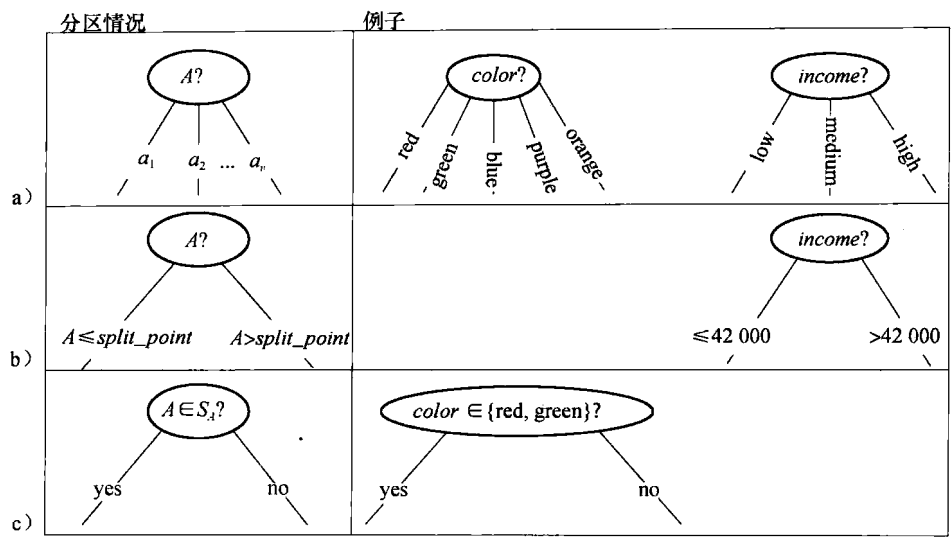 分区情况 例子
A? color? income?
a₁ a₂ ... aᵥ red green blue purple orange low medium high
a)
A? income?
A≤split_point A>split_point ≤42 000 >42 000
b)
A∈S_A? color ∈{red, green}?
yes no yes no
c)